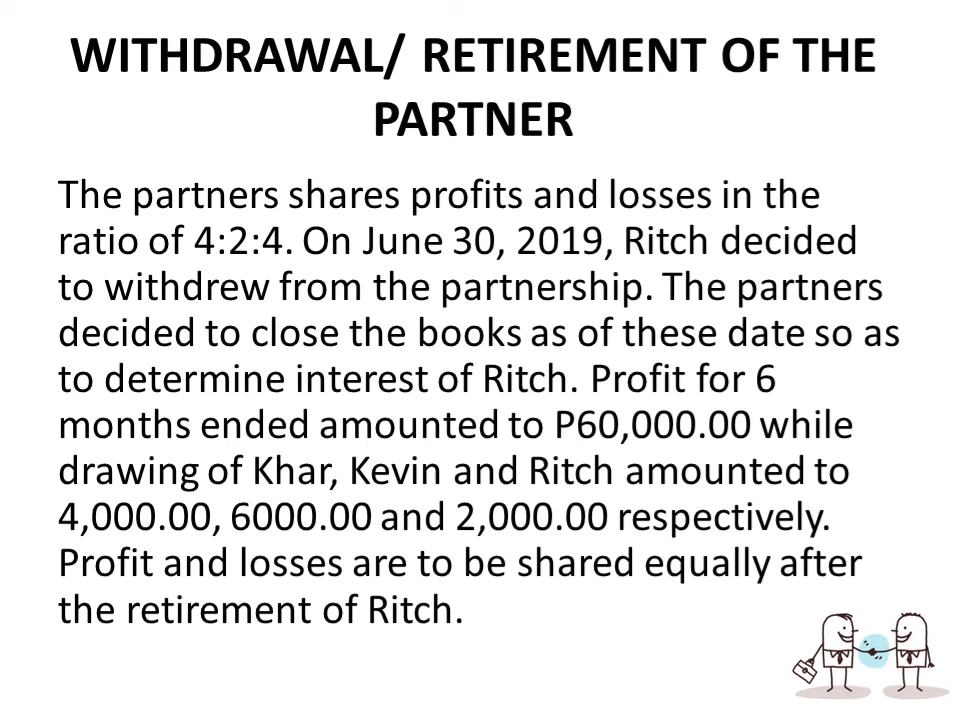 WITHDRAWAL/ RETIREMENT OF THE
PARTNER
The partners shares profits and losses in the
ratio of 4:2:4. On June 30, 2019, Ritch decided
to withdrew from the partnership. The partners
decided to close the books as of these date so as
to determine interest of Ritch. Profit for 6
months ended amounted to P60,000.00 while
drawing of Khar, Kevin and Ritch amounted to
4,000.00, 6000.00 and 2,000.00 respectively.
Profit and losses are to be shared equally after
the retirement of Ritch.